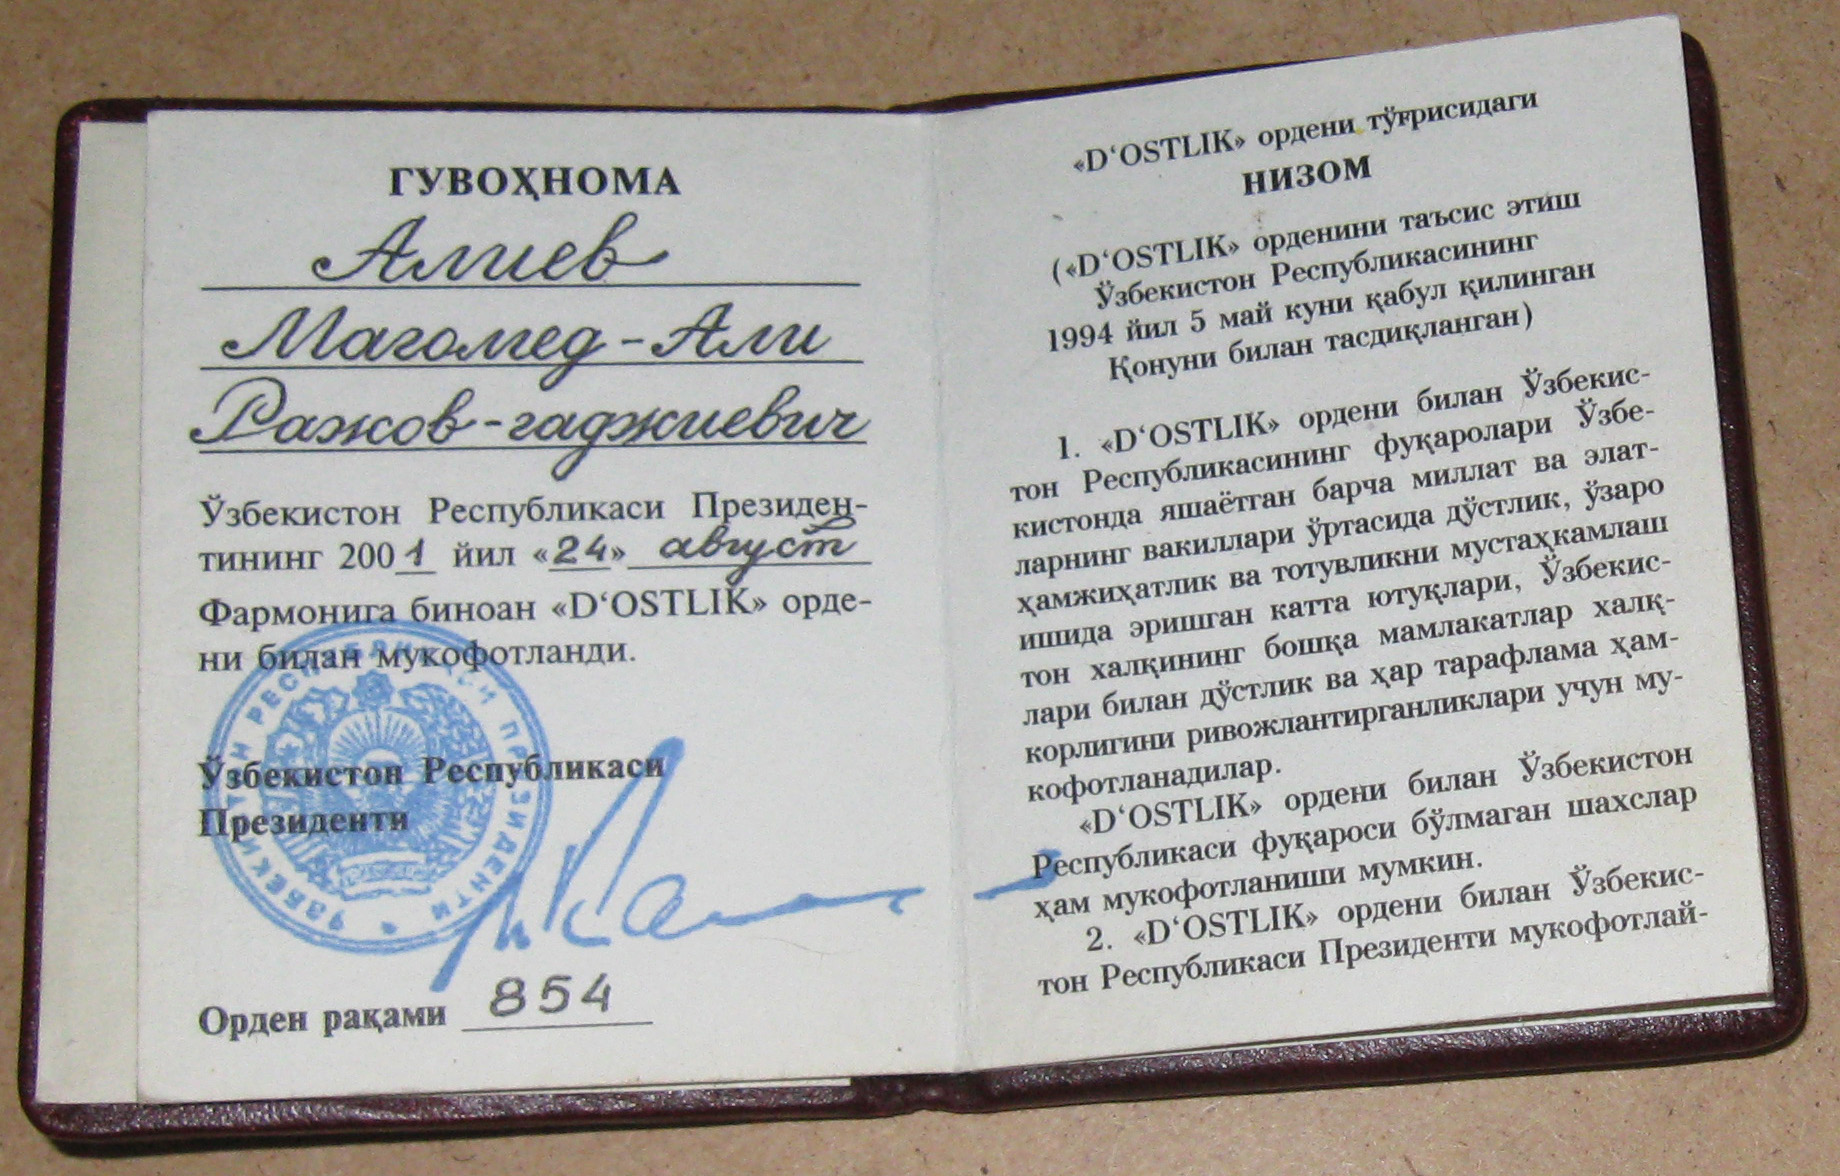 ГУВОҲНОМА
Алиев
Магомед-Али
Ражов-гаджиевич
Ўзбекистон Республикаси Президен-
тининг 2001 йил «24» август
Фармонига биноан «D‘OSTLIK» орде-
ни билан мукофотланди.
Ўзбекистон Республикаси
Президенти
ЎЗБЕКИСТОН РЕСПУБЛИКАСИ ПРЕЗИДЕНТИ
Орден рақами 854
«D‘OSTLIK» ордени тўғрисидаги
НИЗОМ
(«D‘OSTLIK» орденини таъсис этиш
Ўзбекистон Республикасининг
1994 йил 5 май куни қабул қилинган
Қонуни билан тасдиқланган)
1. «D‘OSTLIK» ордени билан Ўзбекис-
тон Республикасининг фуқаролари Ўзбе-
кистонда яшаётган барча миллат ва элат-
ларнинг вакиллари ўртасида дўстлик, ўзаро
ҳамжиҳатлик ва тотувликни мустаҳкамлаш
ишида эришган катта ютуқлари, Ўзбекис-
тон халқининг бошқа мамлакатлар халқ-
лари билан дўстлик ва ҳар тарафлама ҳам-
корлигини ривожлантирганликлари учун му-
кофотланадилар.
«D‘OSTLIK» ордени билан Ўзбекистон
Республикаси фуқароси бўлмаган шахслар
ҳам мукофотланиши мумкин.
2. «D‘OSTLIK» ордени билан Ўзбекис-
тон Республикаси Президенти мукофотлай-